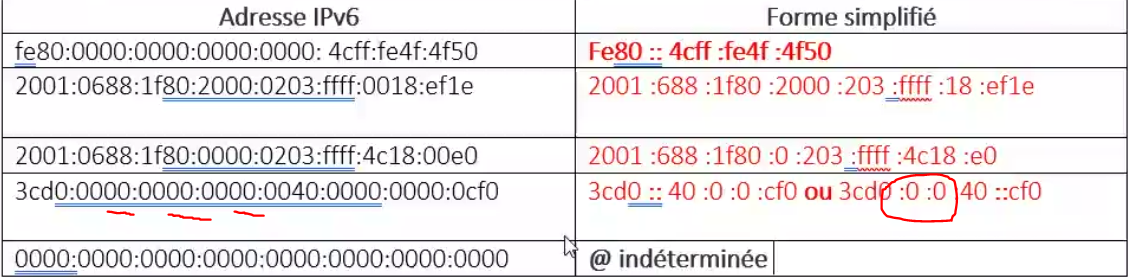 Adresse IPv6 Forme simplifié
fe80:0000:0000:0000:0000: 4cff:fe4f:4f50 Fe80 :: 4cff :fe4f :4f50
2001:0688:1f80:2000:0203:ffff:0018:ef1e 2001 :688 :1f80 :2000 :203 :ffff :18 :ef1e
2001:0688:1f80:0000:0203:ffff:4c18:00e0 2001 :688 :1f80 :0 :203 :ffff :4c18 :e0
3cd0:0000:0000:0000:0040:0000:0000:0cf0 3cd0 :: 40 :0 :0 :cf0 ou 3cd0 :0 :0 40 ::cf0
0000:0000:0000:0000:0000:0000:0000:0000 @ indéterminée